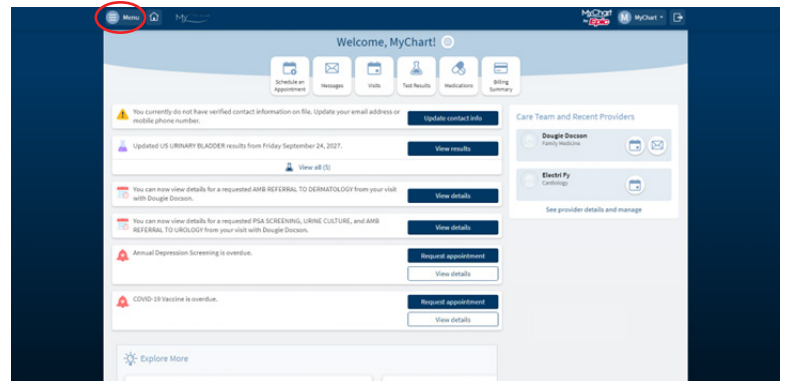 Menu
My
MyChart
by Epic
M MyChart
Welcome, MyChart!
Schedule an
Appointment
Messages
Visits
Test Results
Medications
Billing
Summary
You currently do not have verified contact information on file. Update your email address or
mobile phone number.
Update contact info
Updated US URINARY BLADDER results from Friday September 24, 2027.
View results
View all (5)
You can now view details for a requested AMB REFERRAL TO DERMATOLOGY from your visit
with Dougie Docson.
View details
You can now view details for a requested PSA SCREENING, URINE CULTURE, and AMB
REFERRAL TO UROLOGY from your visit with Dougie Docson.
View details
Annual Depression Screening is overdue.
Request appointment
View details
COVID-19 Vaccine is overdue.
Request appointment
View details
Explore More
Care Team and Recent Providers
Dougie Docson
Family Medicine
Electri Fy
Cardiology
See provider details and manage